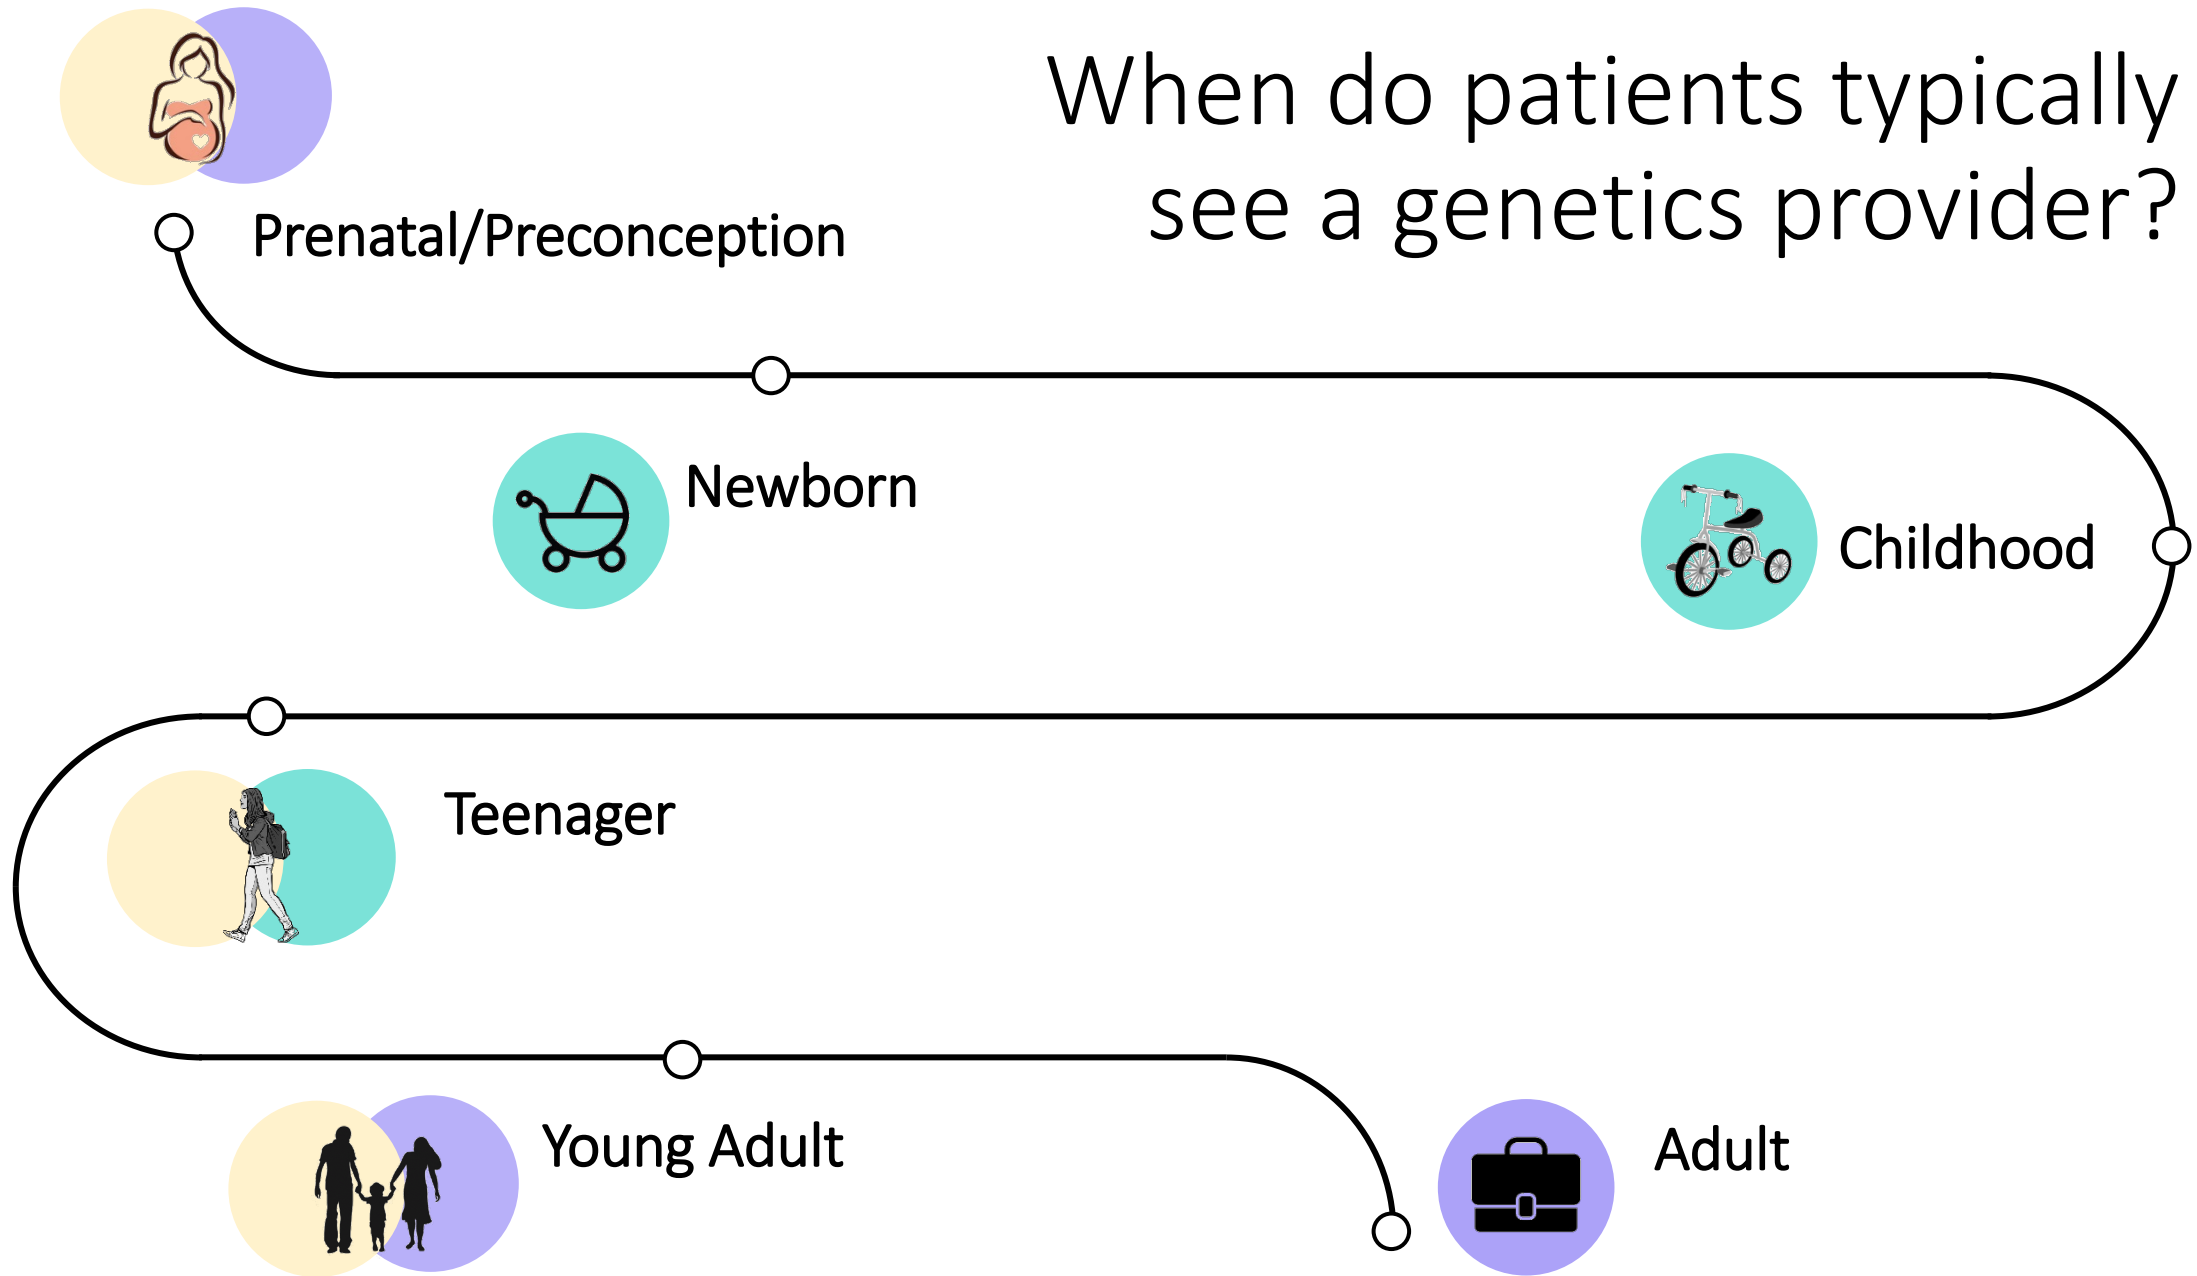 When do patients typically
see a genetics provider?
Prenatal/Preconception
Newborn
Childhood
Teenager
Young Adult
Adult